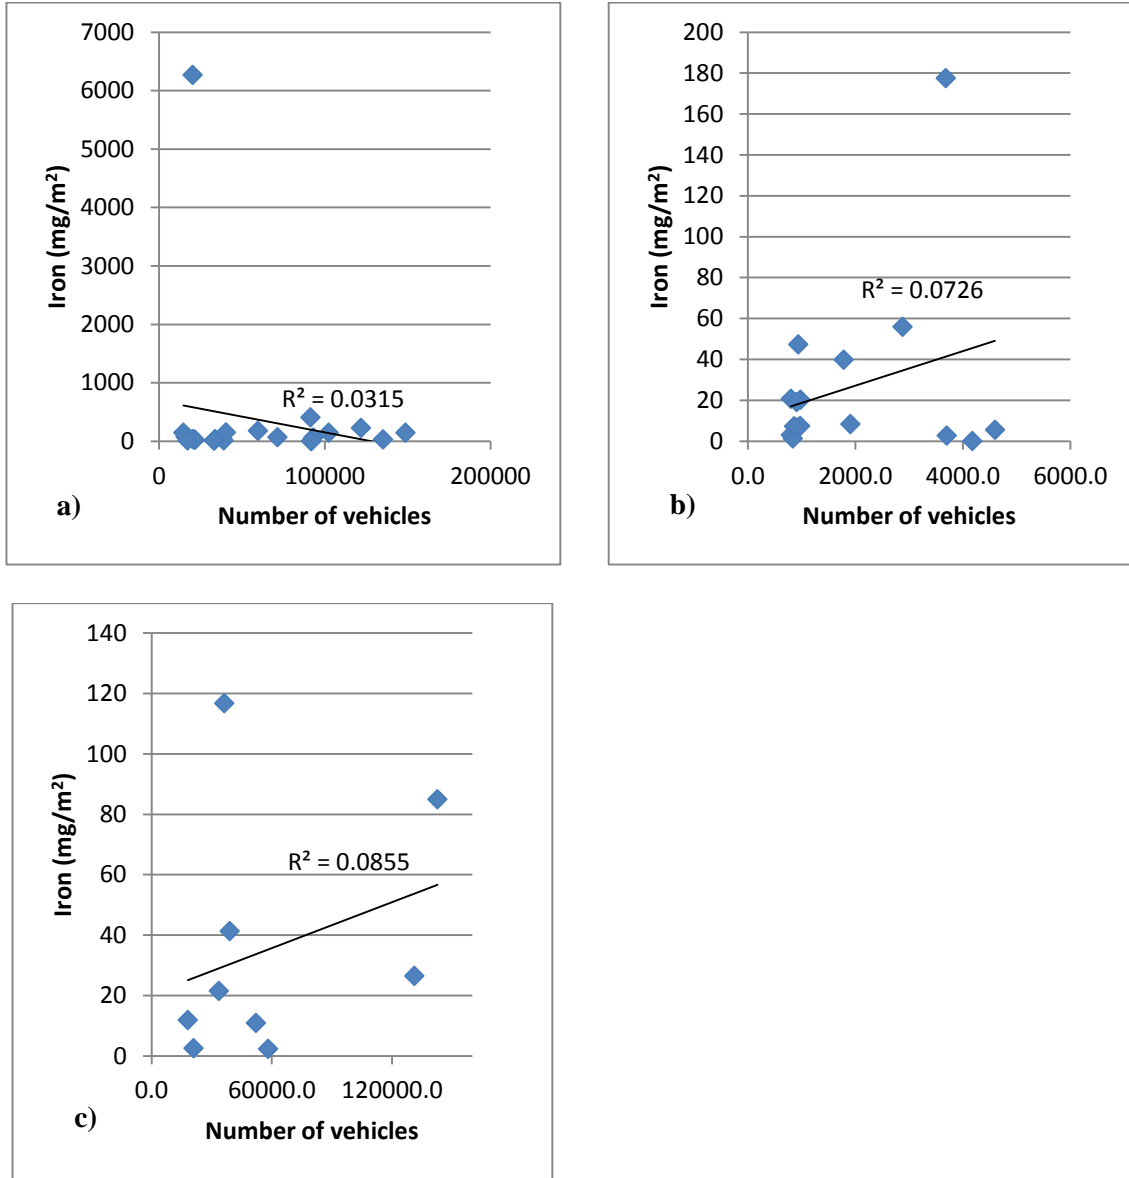 7000
6000
5000
4000
3000
2000
1000
0
Iron (mg/m²)
R² = 0.0315
0 100000 200000
a)
Number of vehicles
200
180
160
140
120
100
80
60
40
20
0
Iron (mg/m²)
R² = 0.0726
0.0 2000.0 4000.0 6000.0
b)
Number of vehicles
140
120
100
80
60
40
20
0
Iron (mg/m²)
R² = 0.0855
0.0 60000.0 120000.0
c)
Number of vehicles